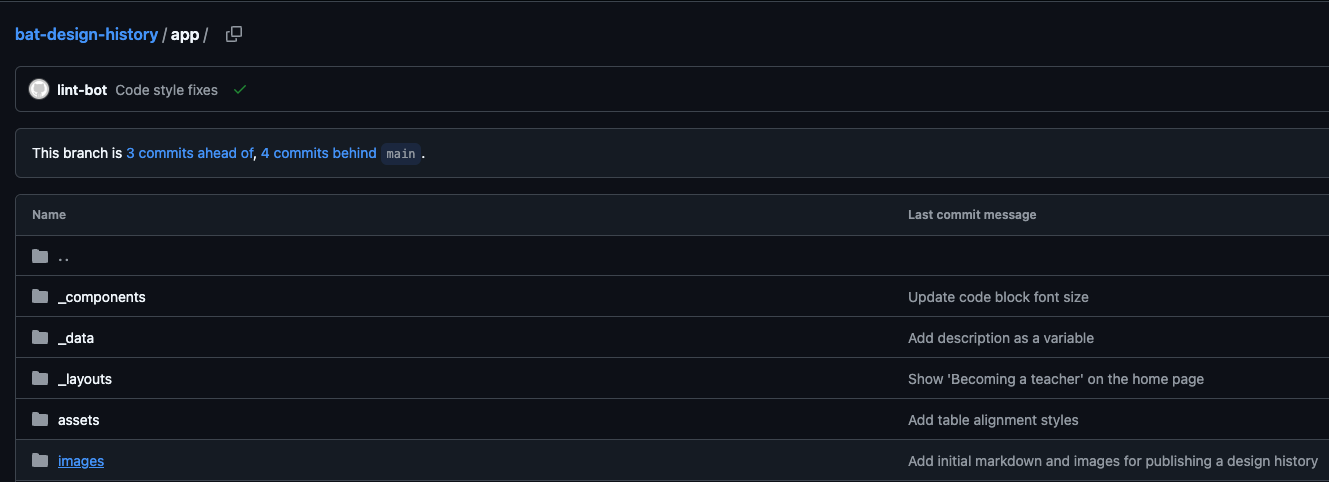 bat-design-history / app /
lint-bot Code style fixes
This branch is 3 commits ahead of, 4 commits behind main .
Name Last commit message
..
_components Update code block font size
_data Add description as a variable
_layouts Show 'Becoming a teacher' on the home page
assets Add table alignment styles
images Add initial markdown and images for publishing a design history